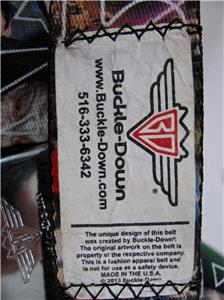 BD
Buckle-Down
www.Buckle-Down.com
516-333-6342
The unique design of this belt
was created by Buckle-Down®.
The original artwork on the belt is
property of the respective company.
This is a fashion apparel belt and
is not for use as a safety device.
MADE IN THE U.S.A.
© 2013 Buckle-Down